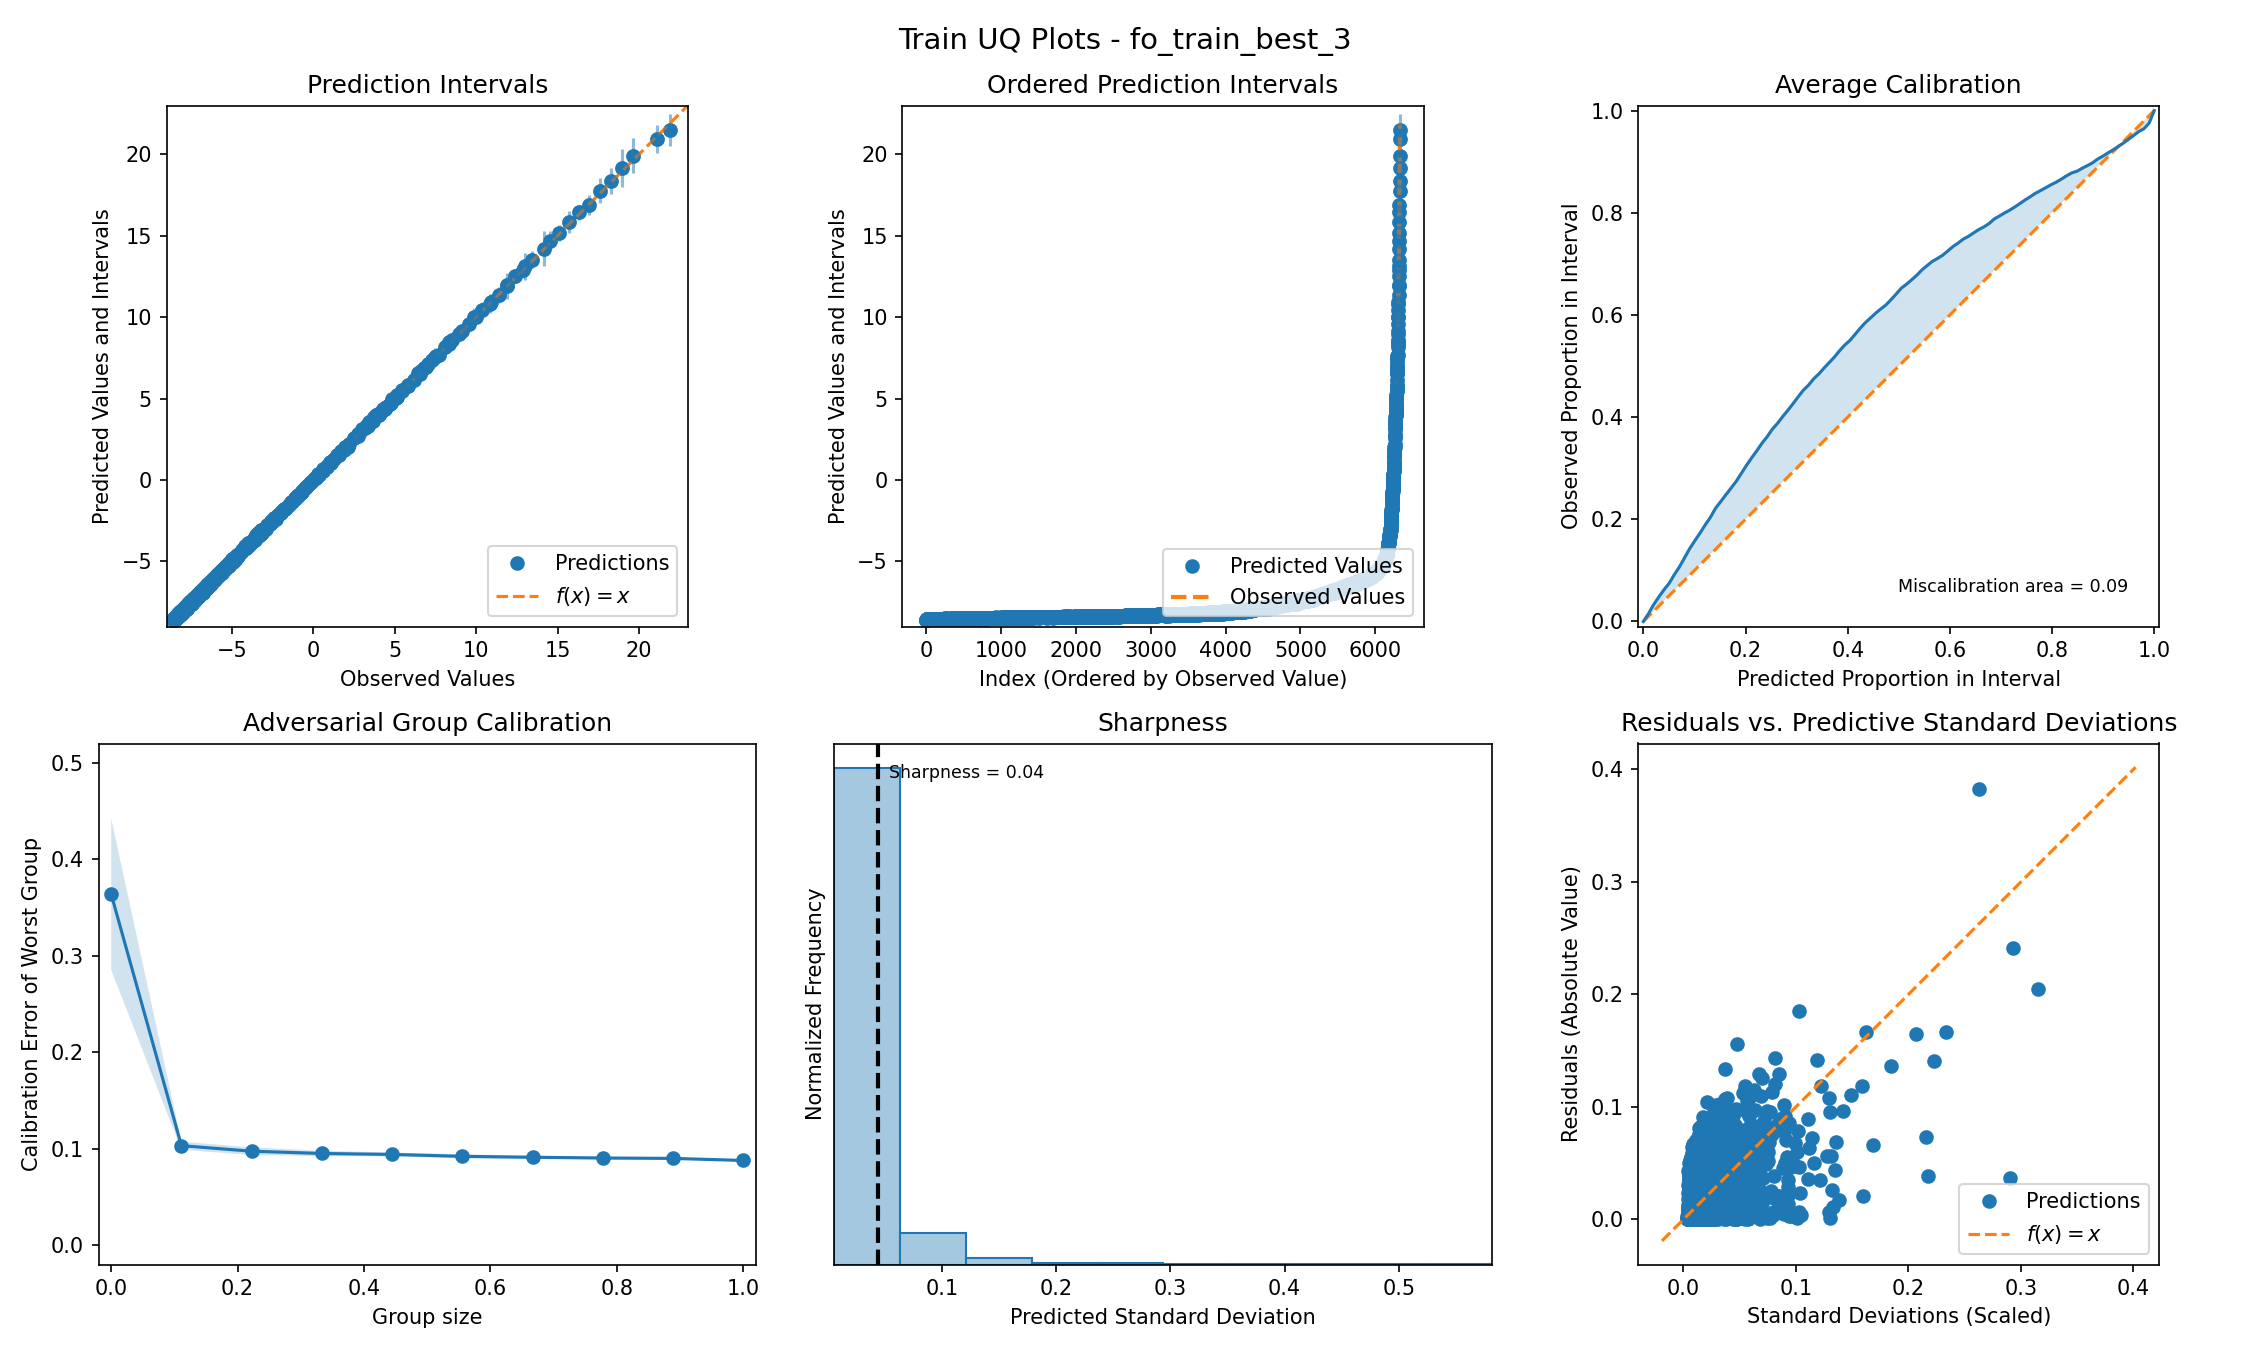 Train UQ Plots - fo_train_best_3
Prediction Intervals
Predicted Values and Intervals
20
15
10
5
0
−5
−5
0
5
10
15
20
Observed Values
Predictions
f(x) = x
Ordered Prediction Intervals
Predicted Values and Intervals
20
15
10
5
0
−5
0
1000
2000
3000
4000
5000
6000
Index (Ordered by Observed Value)
Predicted Values
Observed Values
Average Calibration
Observed Proportion in Interval
1.0
0.8
0.6
0.4
0.2
0.0
0.0
0.2
0.4
0.6
0.8
1.0
Predicted Proportion in Interval
Miscalibration area = 0.09
Adversarial Group Calibration
Calibration Error of Worst Group
0.5
0.4
0.3
0.2
0.1
0.0
0.0
0.2
0.4
0.6
0.8
1.0
Group size
Sharpness
Normalized Frequency
Sharpness = 0.04
0.1
0.2
0.3
0.4
0.5
Predicted Standard Deviation
Residuals vs. Predictive Standard Deviations
Residuals (Absolute Value)
0.4
0.3
0.2
0.1
0.0
0.0
0.1
0.2
0.3
0.4
Standard Deviations (Scaled)
Predictions
f(x) = x